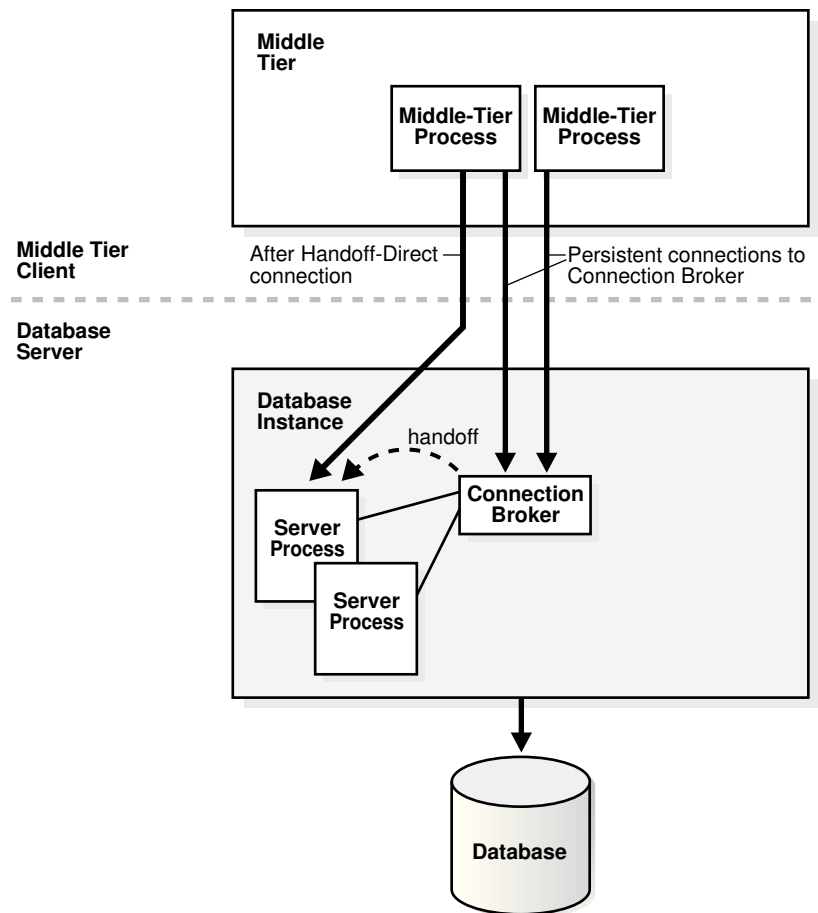 Middle
Tier
Middle-Tier
Process
Middle-Tier
Process
Middle Tier
Client
After Handoff-Direct
connection
Persistent connections to
Connection Broker
Database
Server
Database
Instance
handoff
Connection
Broker
Server
Process
Server
Process
Database